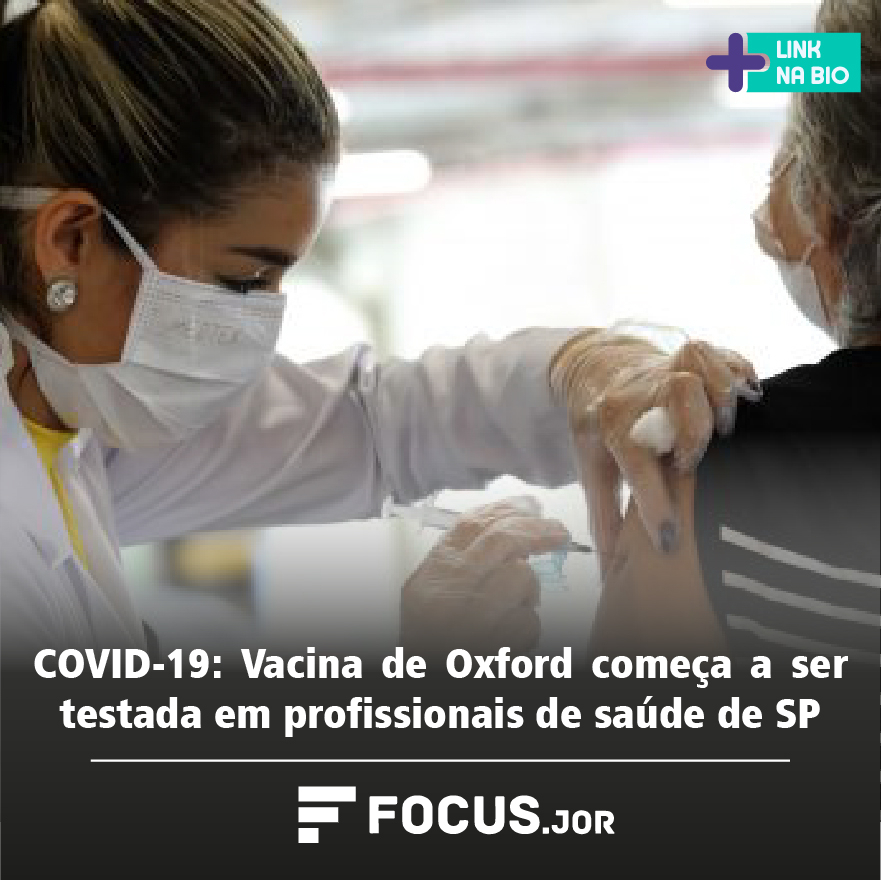 LINK
NA BIO
COVID-19: Vacina de Oxford começa a ser
testada em profissionais de saúde de SP
FOCUS.JOR